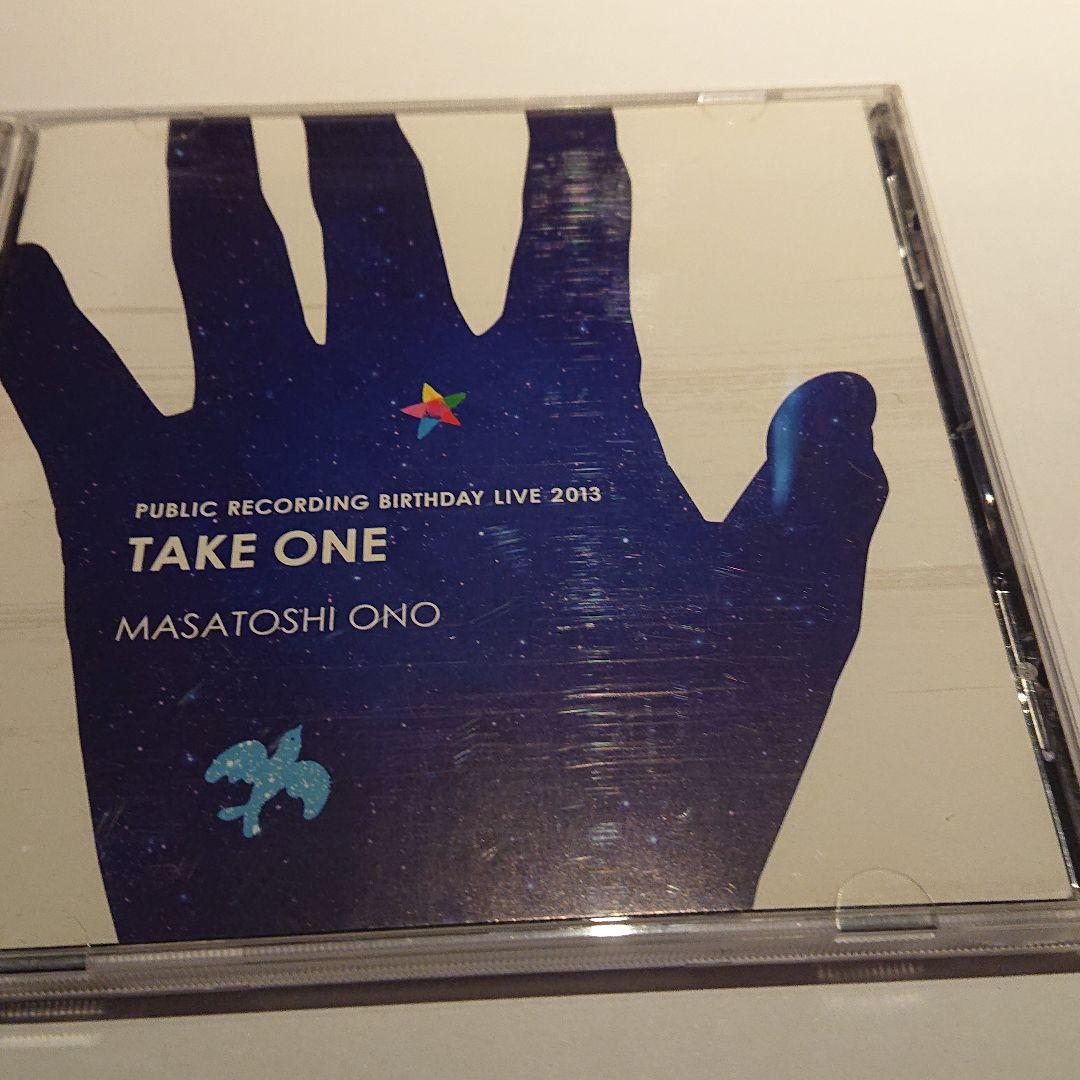 PUBLIC RECORDING BIRTHDAY LIVE 2013
TAKE ONE
MASATOSHI ONO